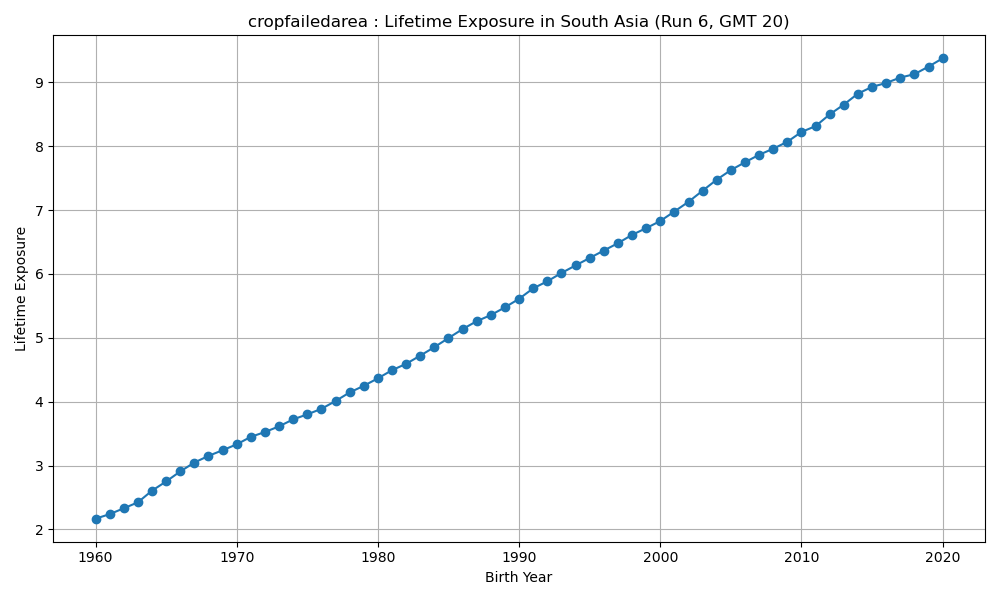 cropfailedarea : Lifetime Exposure in South Asia (Run 6, GMT 20)
Lifetime Exposure
9
8
7
6
5
4
3
2
1960 1970 1980 1990 2000 2010 2020
Birth Year